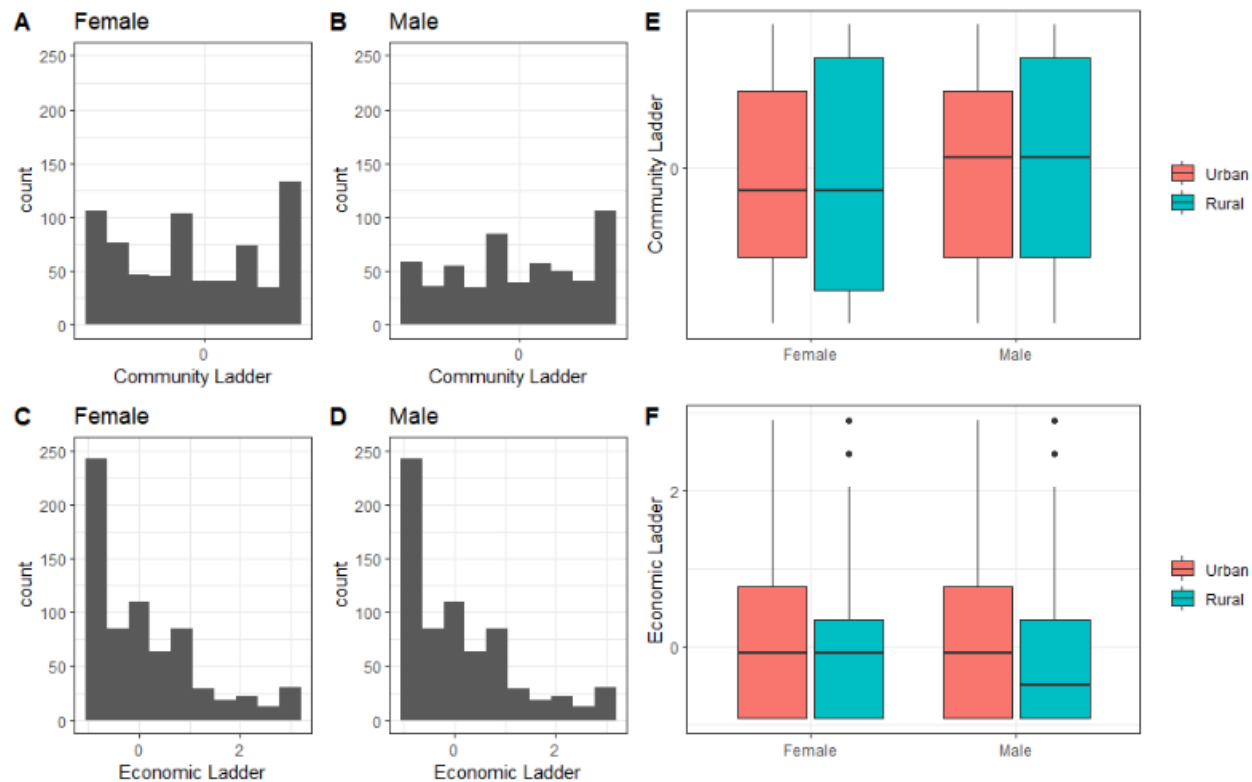 A Female
250
200
150
100
50
0
count
0
Community Ladder
B Male
250
200
150
100
50
0
count
0
Community Ladder
E
Community Ladder
0
Female Male
Urban
Rural
C Female
250
200
150
100
50
0
count
0 2
Economic Ladder
D Male
250
200
150
100
50
0
count
0 2
Economic Ladder
F
Economic Ladder
2
0
Female Male
Urban
Rural